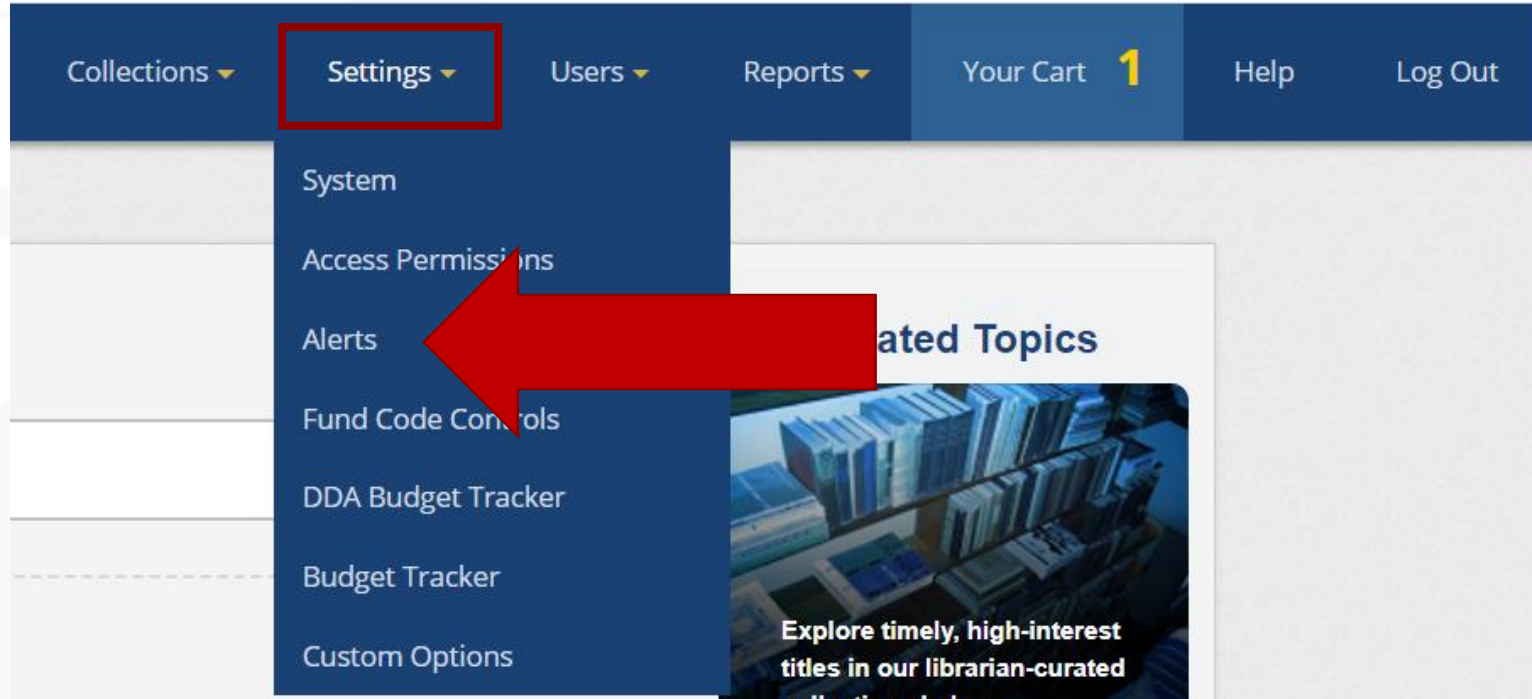 Collections Settings Users Reports Your Cart 1 Help Log Out
System
Access Permissions
Alerts
Fund Code Controls
DDA Budget Tracker
Budget Tracker
Custom Options
ated Topics
Explore timely, high-interest
titles in our librarian-curated